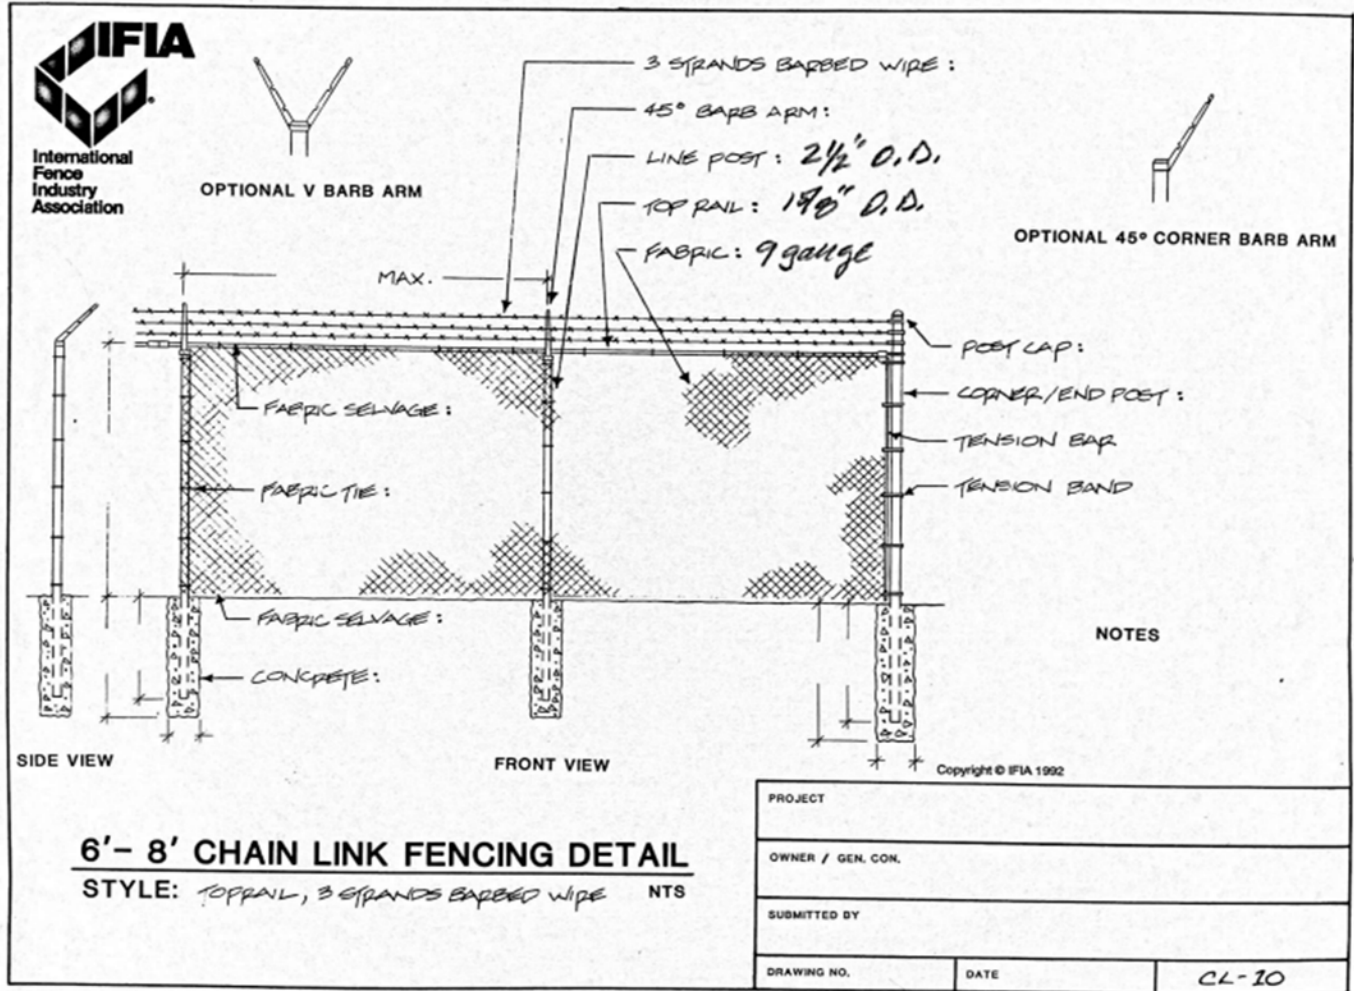 IFIA
International
Fence
Industry
Association
OPTIONAL V BARB ARM
3 STRANDS BARBED WIRE:
45° BARB ARM:
LINE POST: 2½" O.D.
TOP RAIL: 1⅝" O.D.
FABRIC: 9 gauge
OPTIONAL 45° CORNER BARB ARM
MAX.
POST CAP:
CORNER/END POST:
TENSION BAR
TENSION BAND
FABRIC SELVAGE:
FABRIC TIE:
FABRIC SELVAGE:
CONCRETE:
NOTES
SIDE VIEW
FRONT VIEW
Copyright © IFIA 1992
6'- 8' CHAIN LINK FENCING DETAIL
STYLE: TOPRAIL, 3 STRANDS BARBED WIRE NTS
PROJECT
OWNER / GEN. CON.
SUBMITTED BY
DRAWING NO.
DATE
CL-10